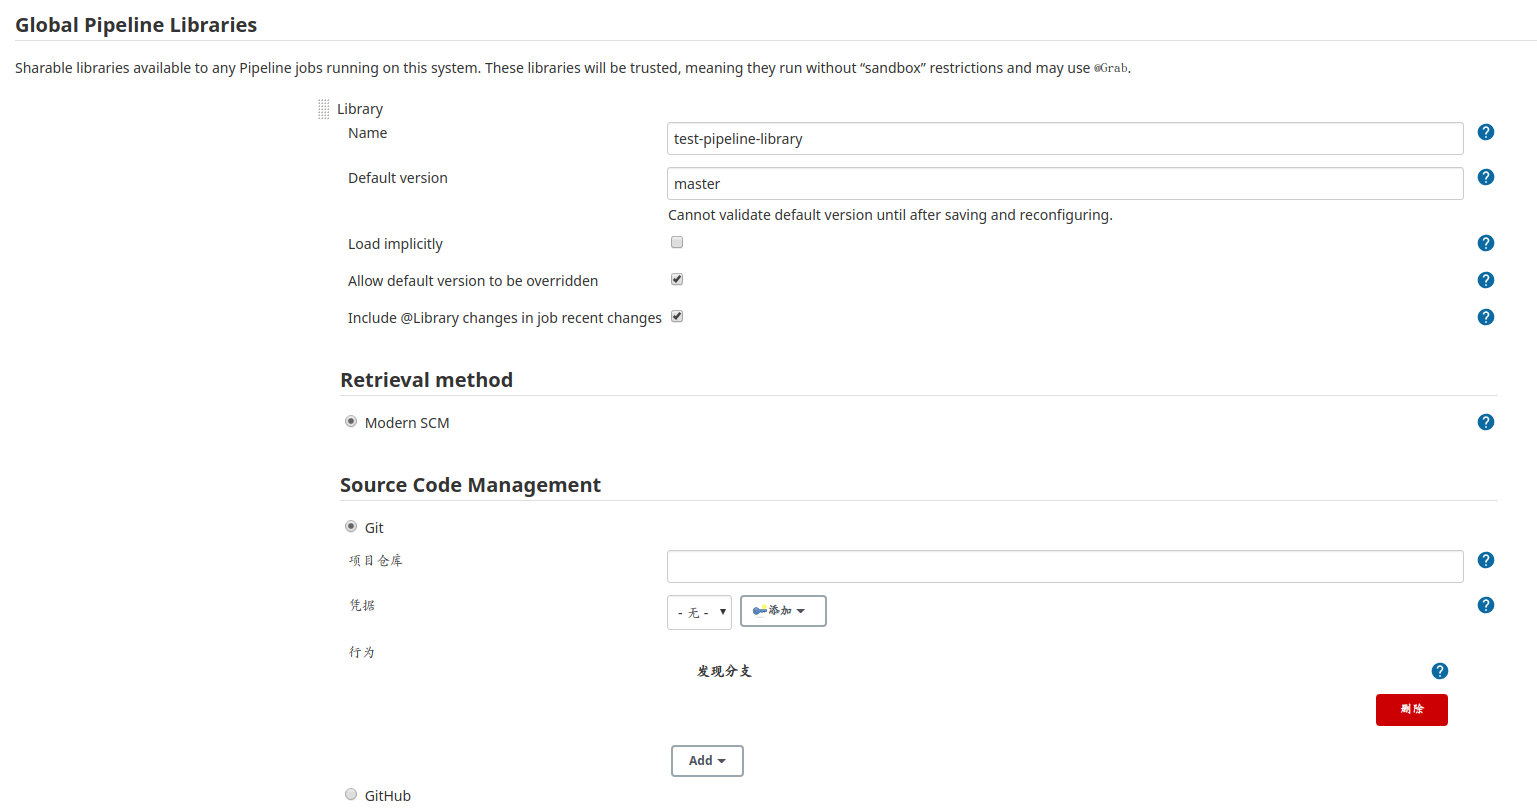 Global Pipeline Libraries
Sharable libraries available to any Pipeline jobs running on this system. These libraries will be trusted, meaning they run without “sandbox” restrictions and may use @Grab.
Library
Name
test-pipeline-library
Default version
master
Cannot validate default version until after saving and reconfiguring.
Load implicitly
Allow default version to be overridden
Include @Library changes in job recent changes
Retrieval method
Modern SCM
Source Code Management
Git
项目仓库
凭据
- 无 -
添加
行为
发现分支
删除
Add
GitHub